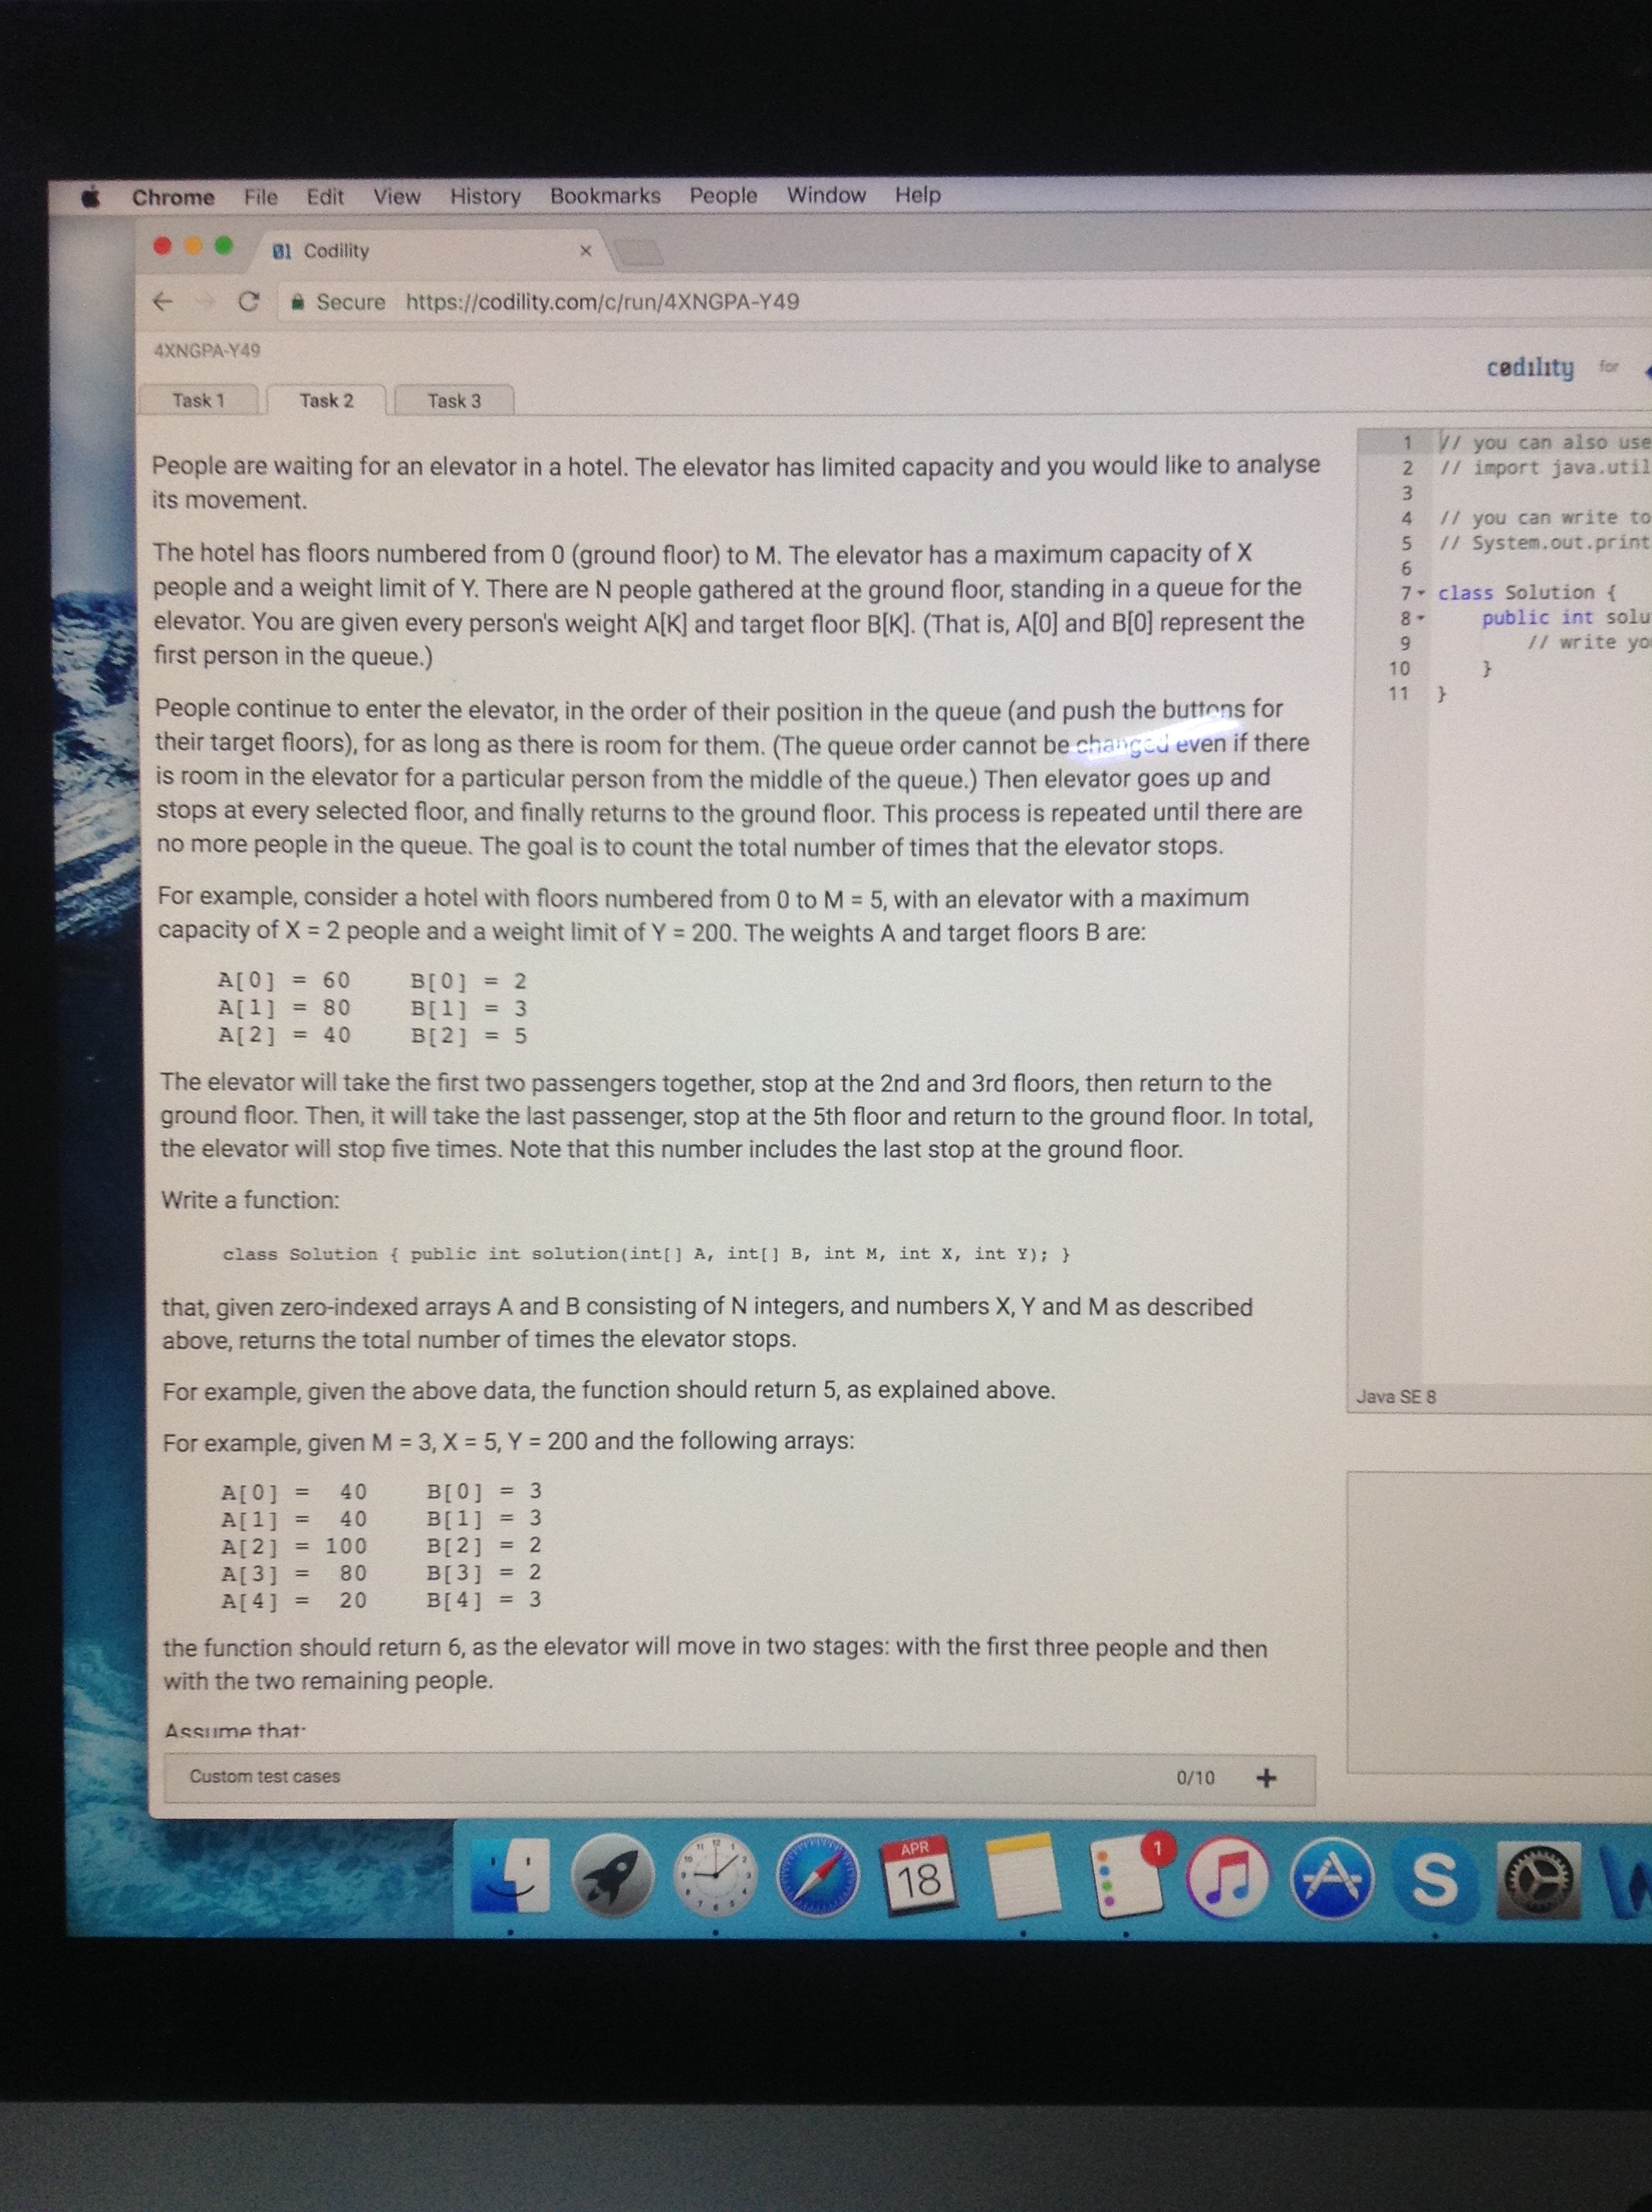 Chrome File Edit View History Bookmarks People Window Help
Codility
Secure https://codility.com/c/run/4XNGPA-Y49
4XNGPA-Y49
codility for
Task 1 Task 2 Task 3
People are waiting for an elevator in a hotel. The elevator has limited capacity and you would like to analyse
its movement.
The hotel has floors numbered from 0 (ground floor) to M. The elevator has a maximum capacity of X
people and a weight limit of Y. There are N people gathered at the ground floor, standing in a queue for the
elevator. You are given every person's weight A[K] and target floor B[K]. (That is, A[0] and B[0] represent the
first person in the queue.)
People continue to enter the elevator, in the order of their position in the queue (and push the buttons for
their target floors), for as long as there is room for them. (The queue order cannot be changed even if there
is room in the elevator for a particular person from the middle of the queue.) Then elevator goes up and
stops at every selected floor, and finally returns to the ground floor. This process is repeated until there are
no more people in the queue. The goal is to count the total number of times that the elevator stops.
For example, consider a hotel with floors numbered from 0 to M = 5, with an elevator with a maximum
capacity of X = 2 people and a weight limit of Y = 200. The weights A and target floors B are:
A[0] = 60 B[0] = 2
A[1] = 80 B[1] = 3
A[2] = 40 B[2] = 5
The elevator will take the first two passengers together, stop at the 2nd and 3rd floors, then return to the
ground floor. Then, it will take the last passenger, stop at the 5th floor and return to the ground floor. In total,
the elevator will stop five times. Note that this number includes the last stop at the ground floor.
Write a function:
class Solution { public int solution(int[] A, int[] B, int M, int X, int Y); }
that, given zero-indexed arrays A and B consisting of N integers, and numbers X, Y and M as described
above, returns the total number of times the elevator stops.
For example, given the above data, the function should return 5, as explained above.
For example, given M = 3, X = 5, Y = 200 and the following arrays:
A[0] = 40 B[0] = 3
A[1] = 40 B[1] = 3
A[2] = 100 B[2] = 2
A[3] = 80 B[3] = 2
A[4] = 20 B[4] = 3
the function should return 6, as the elevator will move in two stages: with the first three people and then
with the two remaining people.
Assume that:
Custom test cases 0/10 +
1 // you can also use
2 // import java.util
3
4 // you can write to
5 // System.out.print
6
7 class Solution {
8 public int solu
9 // write yo
10 }
11 }
Java SE 8
APR
18
1